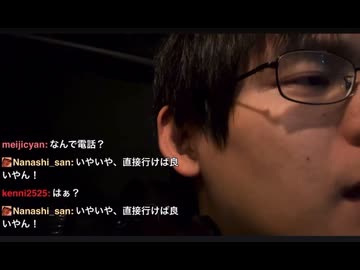 meijicyan: なんで電話？
Nanashi_san: いやいや、直接行けば良
いやん！
kenni2525: はぁ？
Nanashi_san: いやいや、直接行けば良
いやん！